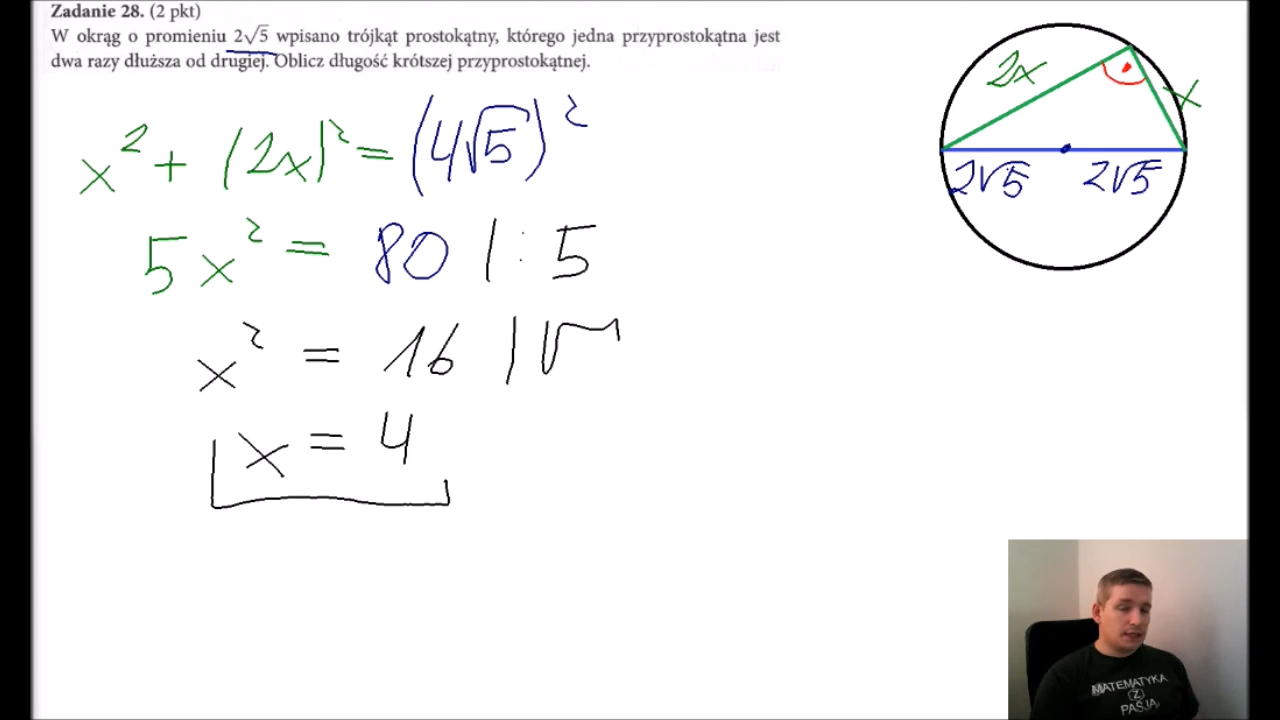 Zadanie 28. (2 pkt)
W okrąg o promieniu 2√5 wpisano trójkąt prostokątny, którego jedna przyprostokątna jest
dwa razy dłuższa od drugiej. Oblicz długość krótszej przyprostokątnej.
x² + (2x)² = (4√5)²
5x² = 80 | : 5
x² = 16 | √
x = 4
2x
x
2√5 2√5
MATEMATYKA
Z
PASJĄ